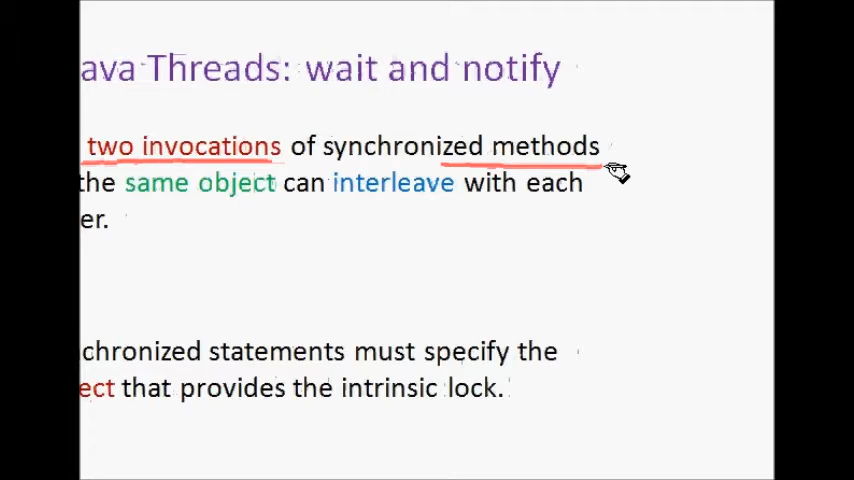 ava Threads: wait and notify
two invocations of synchronized methods
the same object can interleave with each
er.
chronized statements must specify the
ect that provides the intrinsic lock.